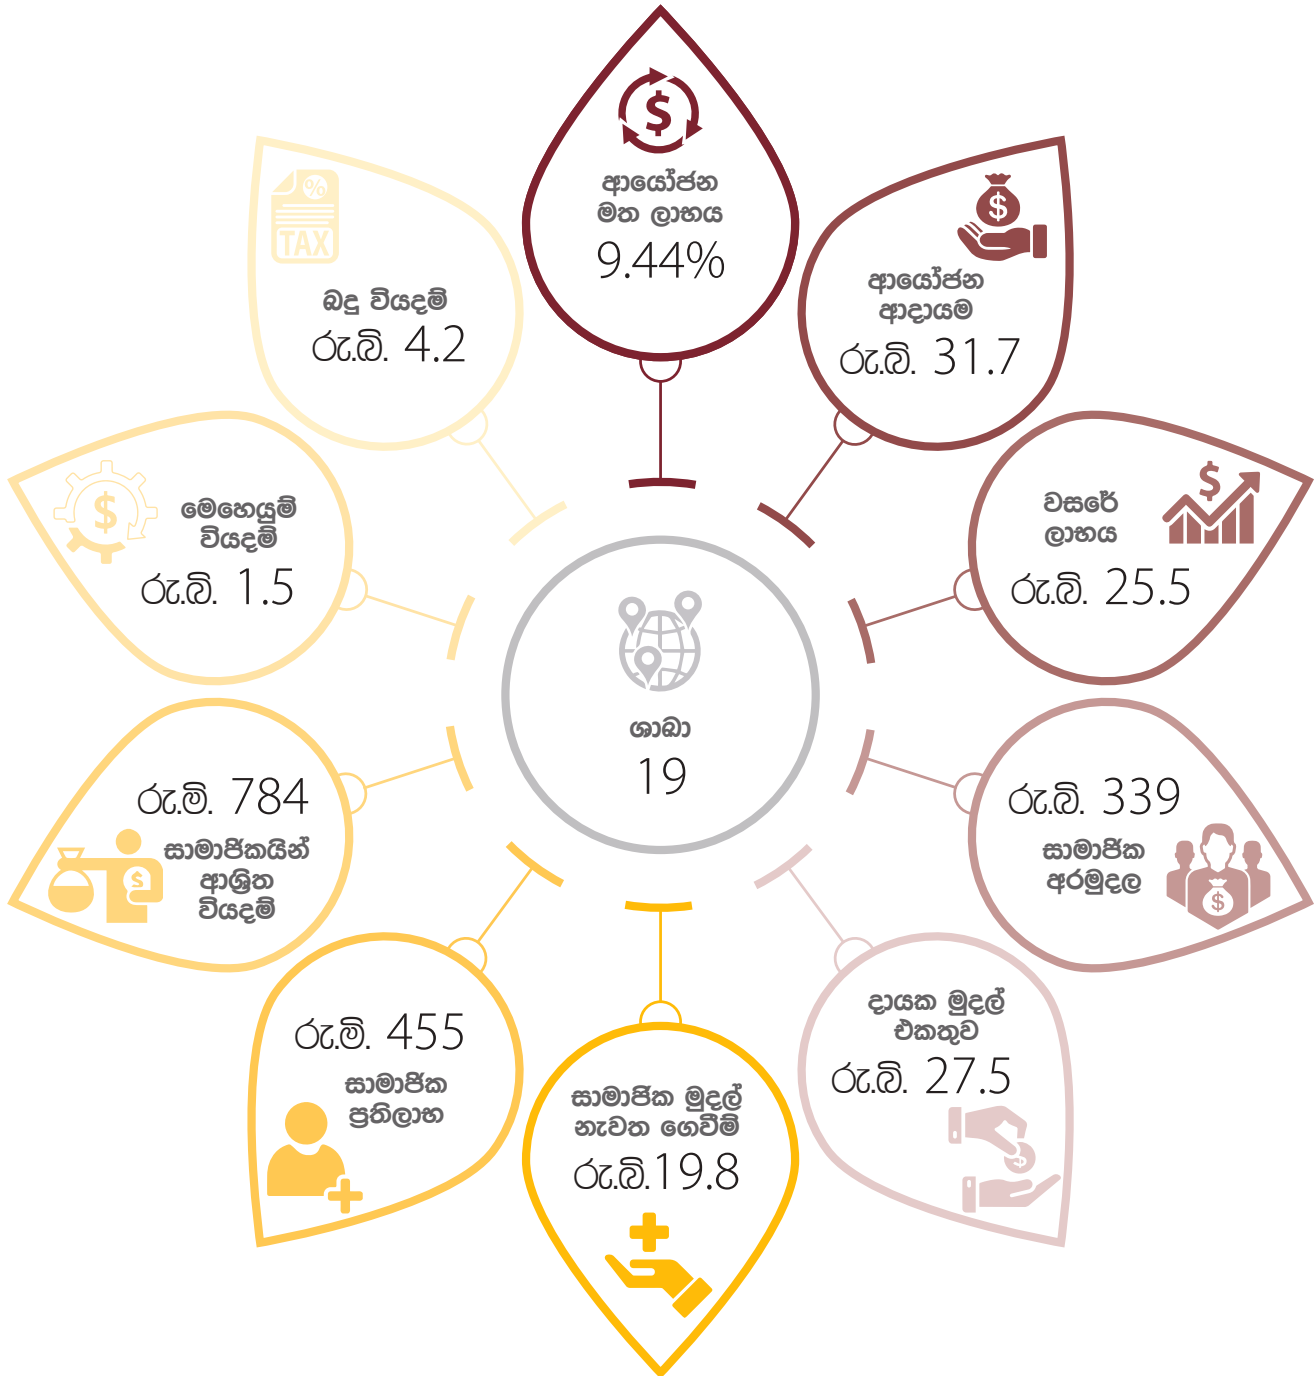 ආයෝජන
මත ලාභය
9.44%
ආයෝජන
ආදායම
රු.බි. 31.7
වසරේ
ලාභය
රු.බි. 25.5
රු.බි. 339
සාමාජික
අරමුදල
දායක මුදල්
එකතුව
රු.බි. 27.5
සාමාජික මුදල්
නැවත ගෙවීම්
රු.බි.19.8
රු.මි. 455
සාමාජික
ප්‍රතිලාභ
රු.මි. 784
සාමාජිකයින්
ආශ්‍රිත
වියදම්
මෙහෙයුම්
වියදම්
රු.බි. 1.5
TAX
බදු වියදම්
රු.බි. 4.2
ශාඛා
19